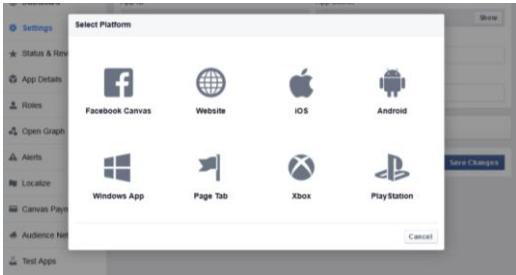 Dashboard
Settings
Status & Rev
App Details
Roles
Open Graph
Alerts
Localize
Canvas Paym
Audience Net
Test Apps
Show
Save Changes
Select Platform
Facebook Canvas
Website
iOS
Android
Windows App
Page Tab
Xbox
PlayStation
Cancel